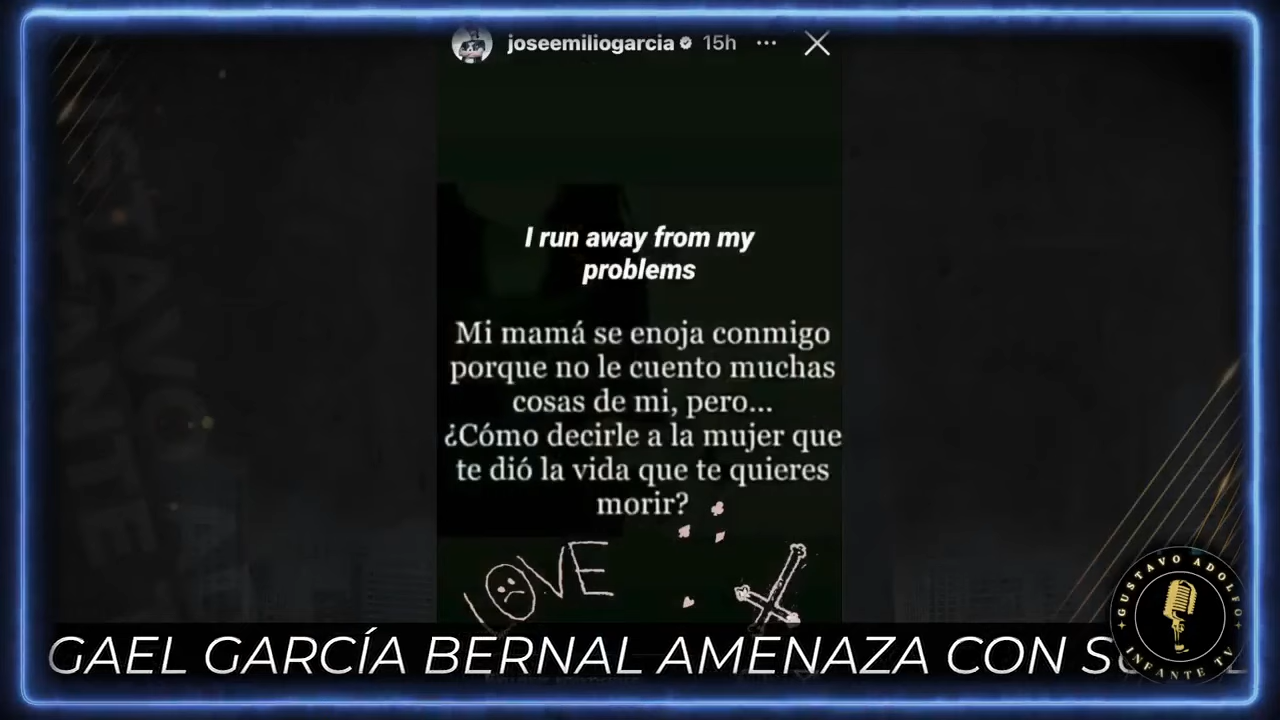 joseemiliogarcia 15h
I run away from my
problems
Mi mamá se enoja conmigo
porque no le cuento muchas
cosas de mi, pero...
¿Cómo decirle a la mujer que
te dió la vida que te quieres
morir?
LOVE
GAEL GARCÍA BERNAL AMENAZA CON
GUSTAVO ADOLFO
INFANTE TV